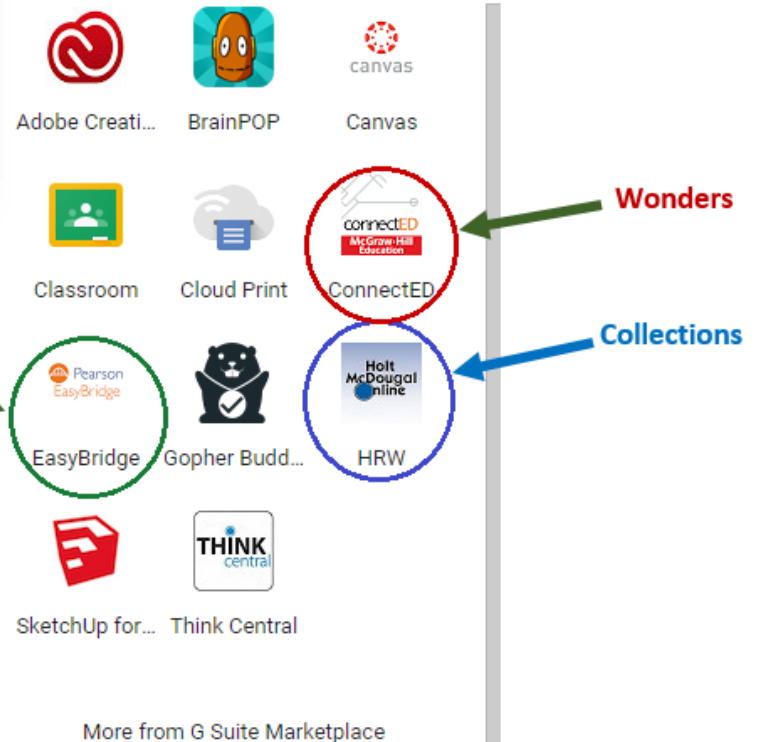 canvas
Adobe Creati... BrainPOP Canvas
connectED
McGraw-Hill
Education
Wonders
Classroom Cloud Print ConnectED
Pearson
EasyBridge
Holt
McDougal
Online
Collections
EasyBridge Gopher Budd... HRW
THINK
central
SketchUp for... Think Central
More from G Suite Marketplace